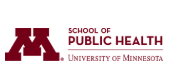 M
SCHOOL OF
PUBLIC HEALTH
UNIVERSITY OF MINNESOTA